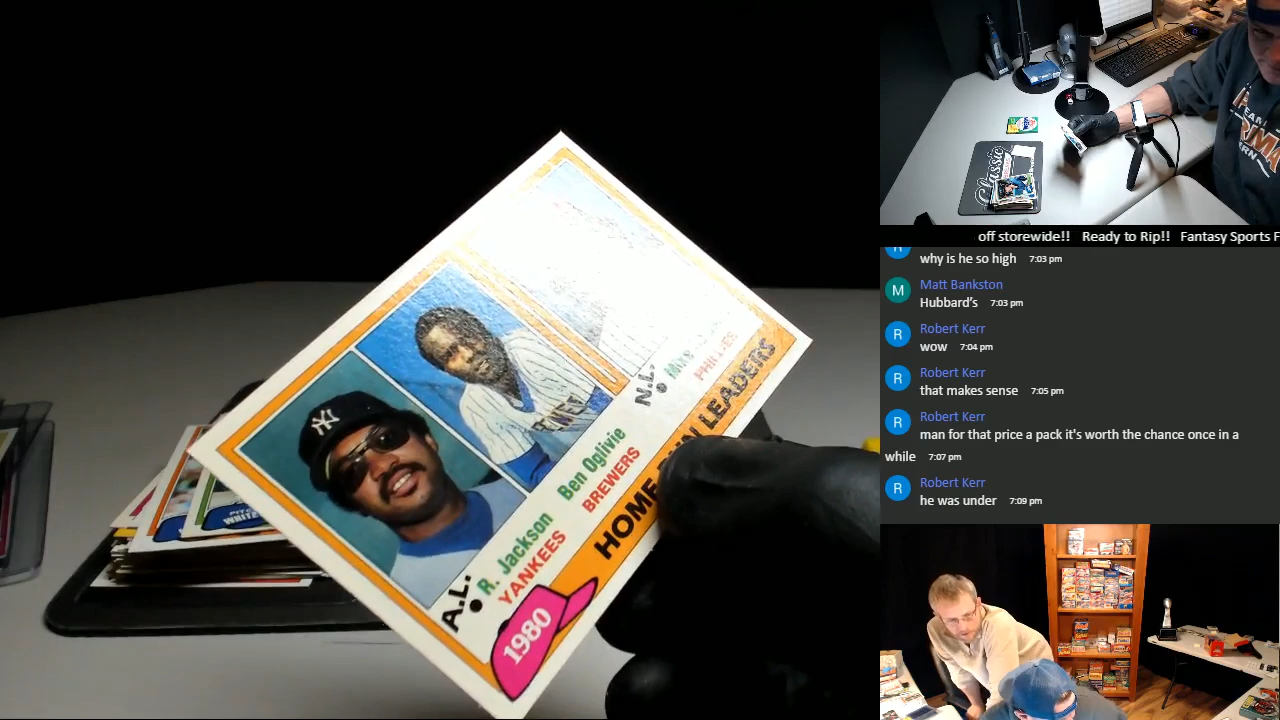 A.L.
R. Jackson
YANKEES
Ben Oglivie
BREWERS
N.L.
PHILLIES
1980
HOME RUN LEADERS
NY
Classic
off storewide!! Ready to Rip!! Fantasy Sports F
R
why is he so high 7:03 pm
M Matt Bankston
Hubbard's 7:03 pm
R Robert Kerr
wow 7:04 pm
R Robert Kerr
that makes sense 7:05 pm
R Robert Kerr
man for that price a pack it's worth the chance once in a
while 7:07 pm
R Robert Kerr
he was under 7:09 pm